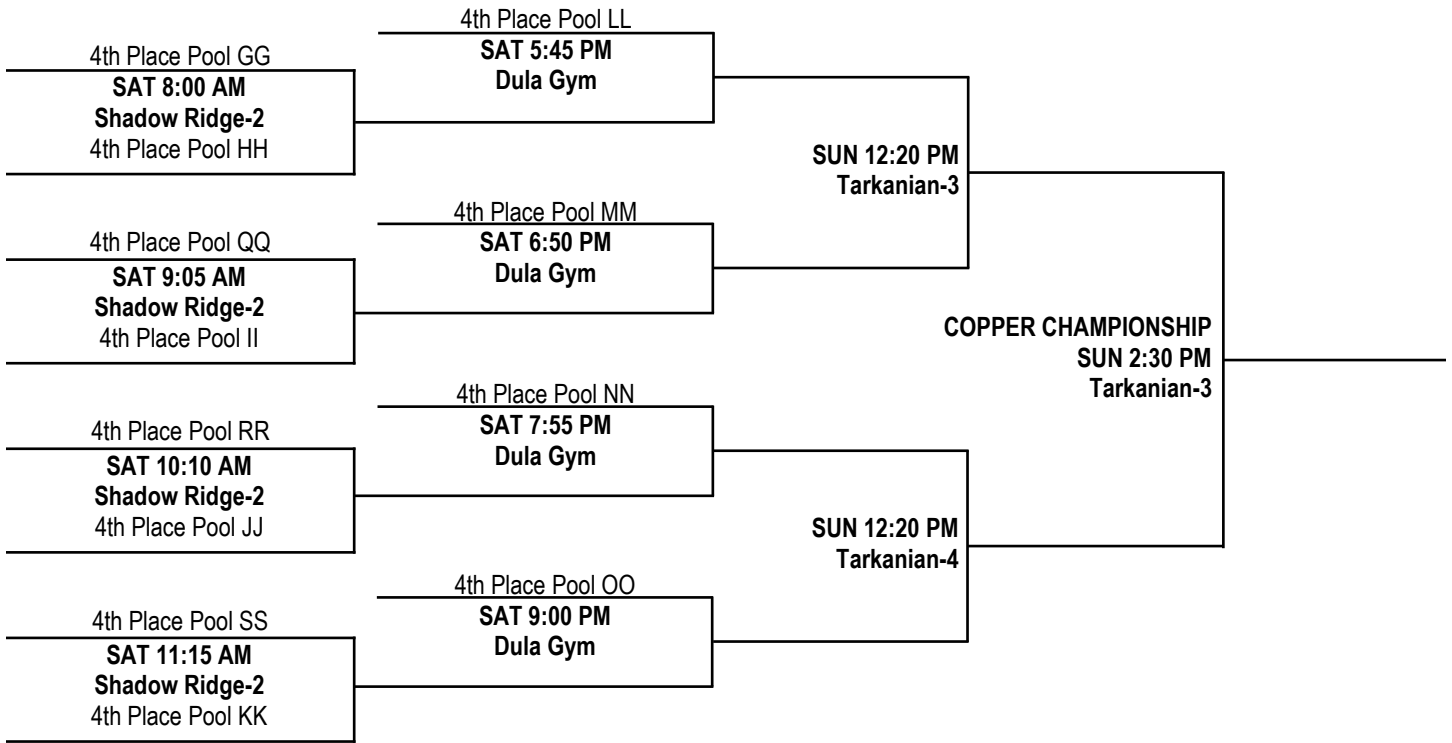 4th Place Pool GG
SAT 8:00 AM
Shadow Ridge-2
4th Place Pool HH
4th Place Pool QQ
SAT 9:05 AM
Shadow Ridge-2
4th Place Pool II
4th Place Pool RR
SAT 10:10 AM
Shadow Ridge-2
4th Place Pool JJ
4th Place Pool SS
SAT 11:15 AM
Shadow Ridge-2
4th Place Pool KK
4th Place Pool LL
SAT 5:45 PM
Dula Gym
4th Place Pool MM
SAT 6:50 PM
Dula Gym
4th Place Pool NN
SAT 7:55 PM
Dula Gym
4th Place Pool OO
SAT 9:00 PM
Dula Gym
SUN 12:20 PM
Tarkanian-3
SUN 12:20 PM
Tarkanian-4
COPPER CHAMPIONSHIP
SUN 2:30 PM
Tarkanian-3